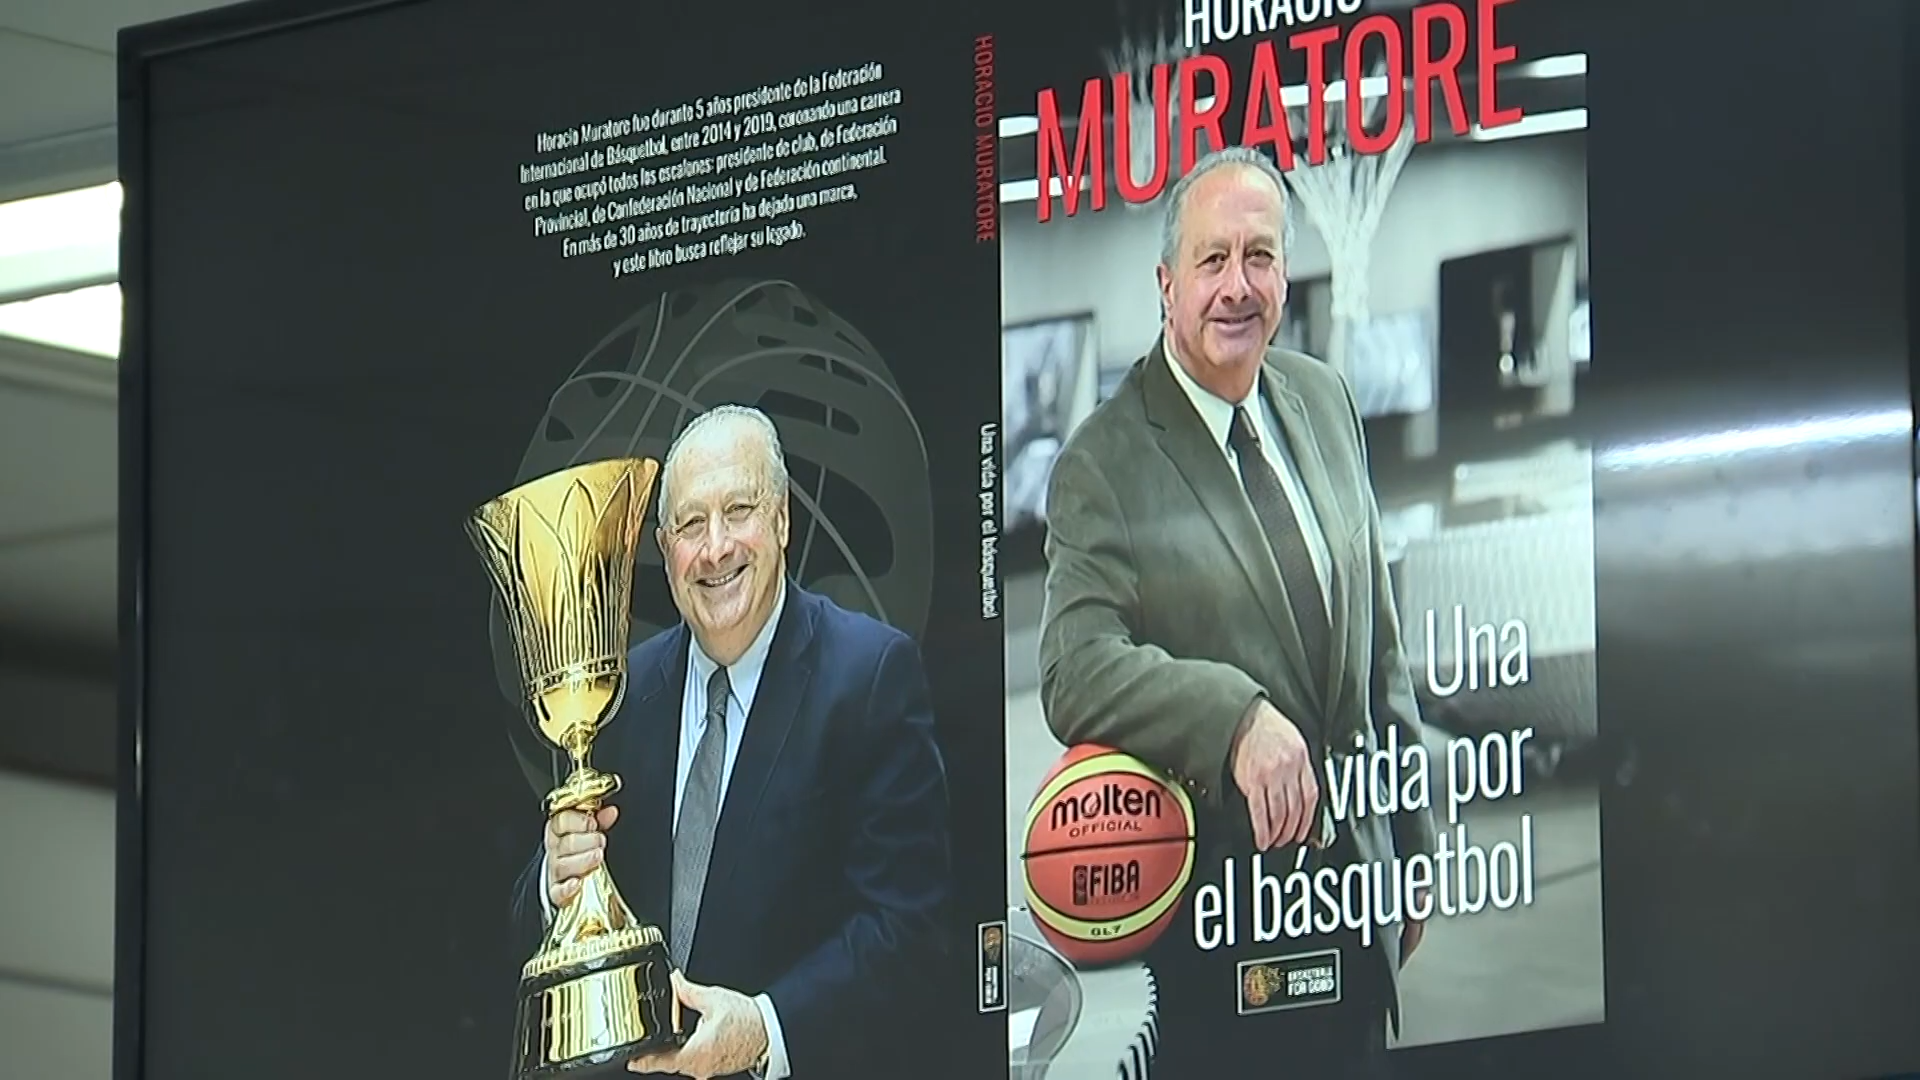 Horacio Muratore fue durante 5 años presidente de la Federación
Internacional de Básquetbol, entre 2014 y 2019, coronando una carrera
en la que ocupó todos los escalones: presidente de club, de Federación
Provincial, de Confederación Nacional y de Federación continental.
En más de 30 años de trayectoria ha dejado una marca,
y este libro busca reflejar su legado.
HORACIO MURATORE
Una vida por el básquetbol
HORACIO
MURATORE
Una
vida por
el básquetbol
molten
OFFICIAL
FIBA
GL7
BASKETBALL
FOR GOOD